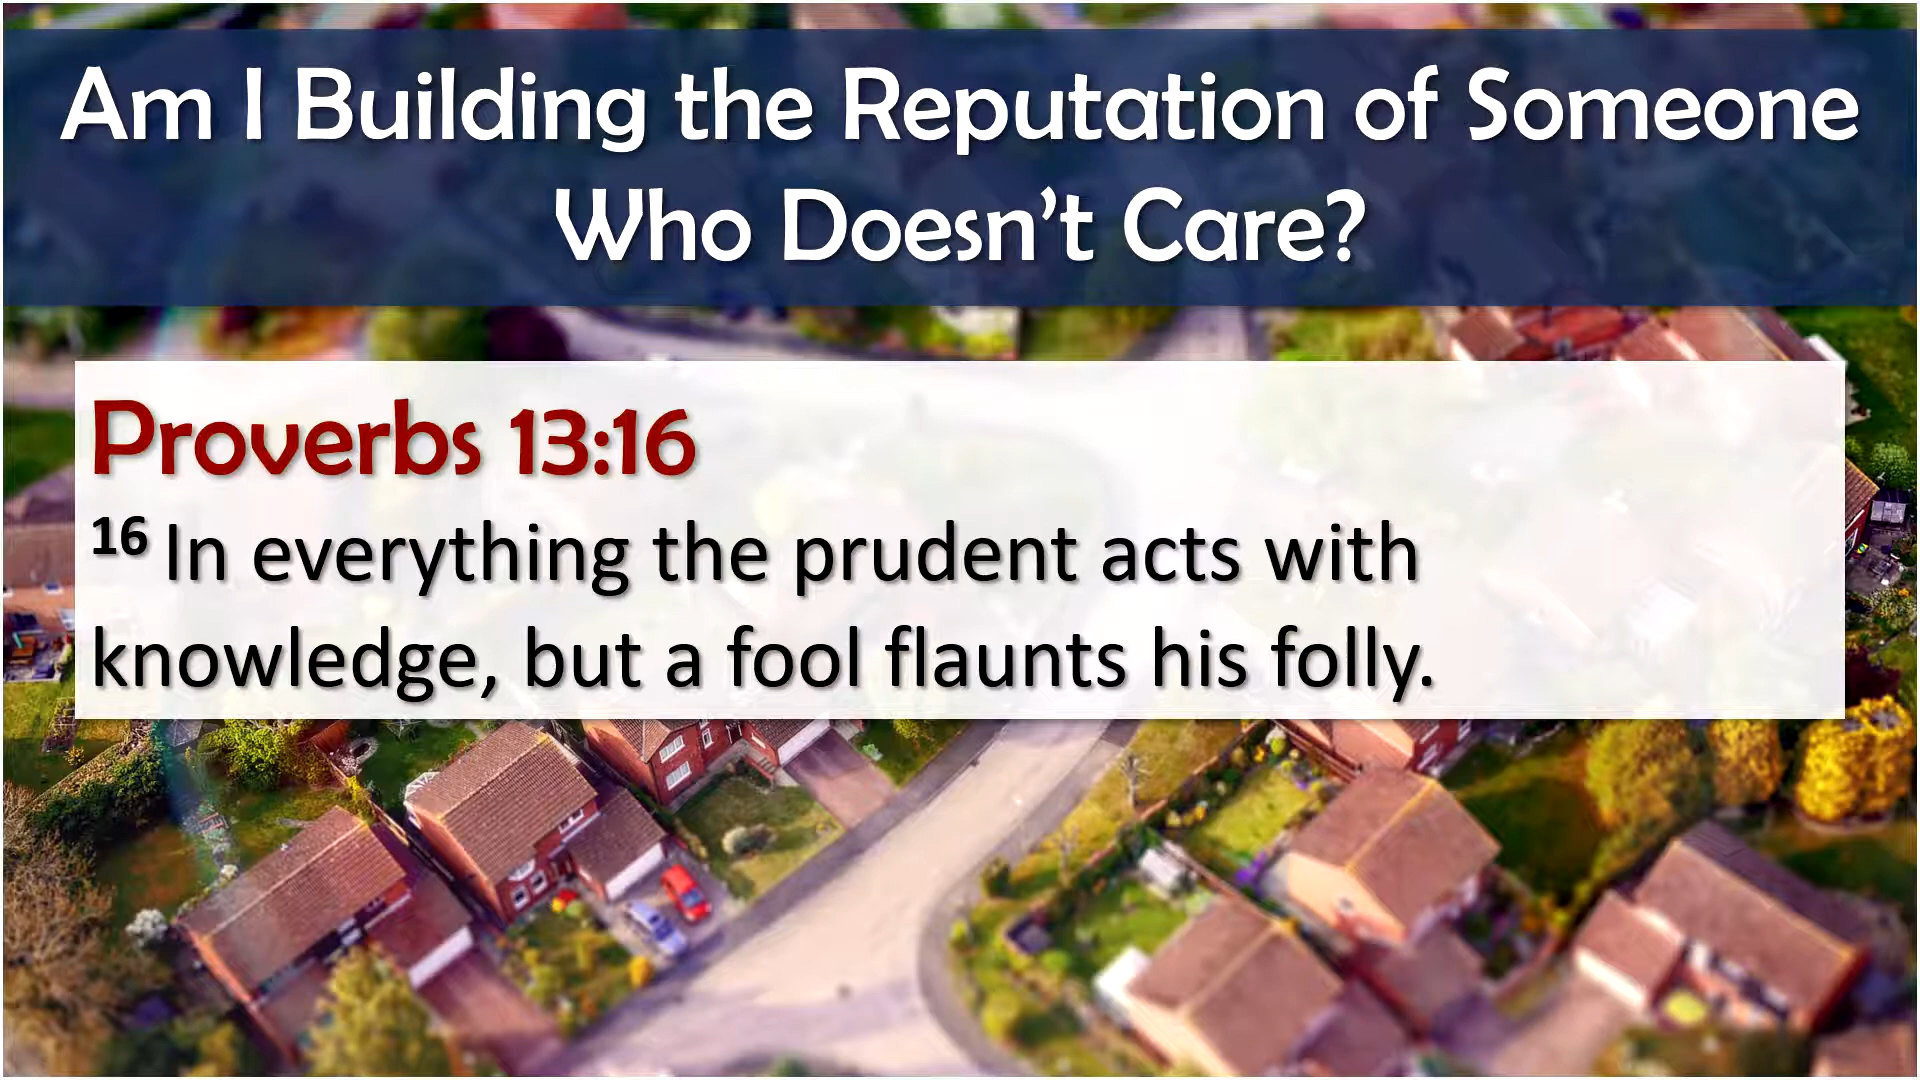 Am I Building the Reputation of Someone
Who Doesn’t Care?
Proverbs 13:16
16 In everything the prudent acts with
knowledge, but a fool flaunts his folly.